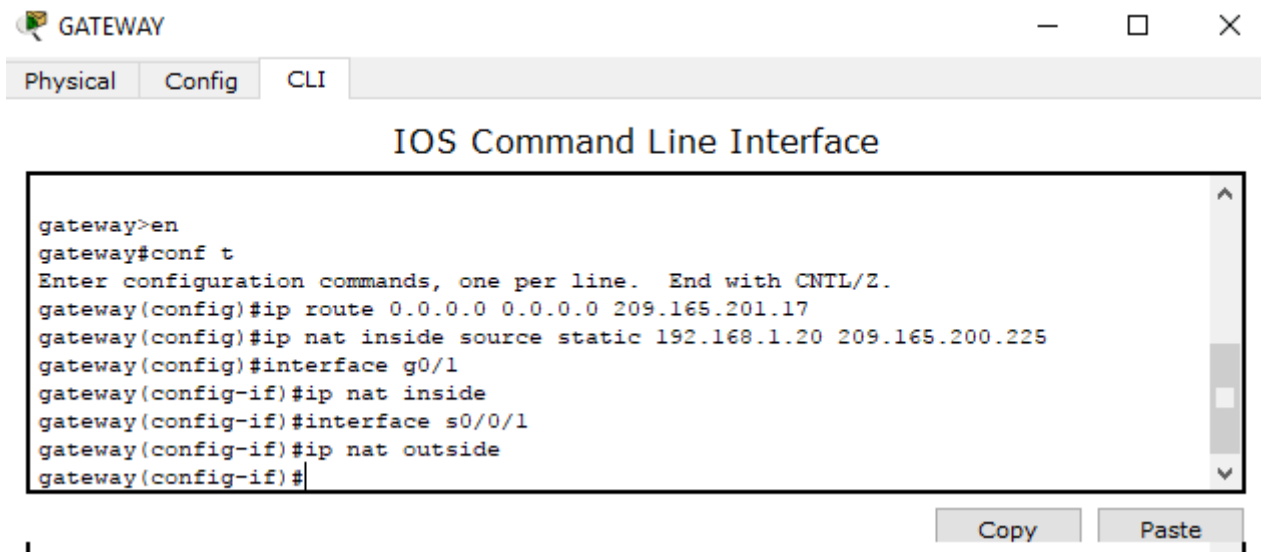 GATEWAY
Physical Config CLI
IOS Command Line Interface
gateway>en
gateway#conf t
Enter configuration commands, one per line.  End with CNTL/Z.
gateway(config)#ip route 0.0.0.0 0.0.0.0 209.165.201.17
gateway(config)#ip nat inside source static 192.168.1.20 209.165.200.225
gateway(config)#interface g0/1
gateway(config-if)#ip nat inside
gateway(config-if)#interface s0/0/1
gateway(config-if)#ip nat outside
gateway(config-if)#
Copy Paste